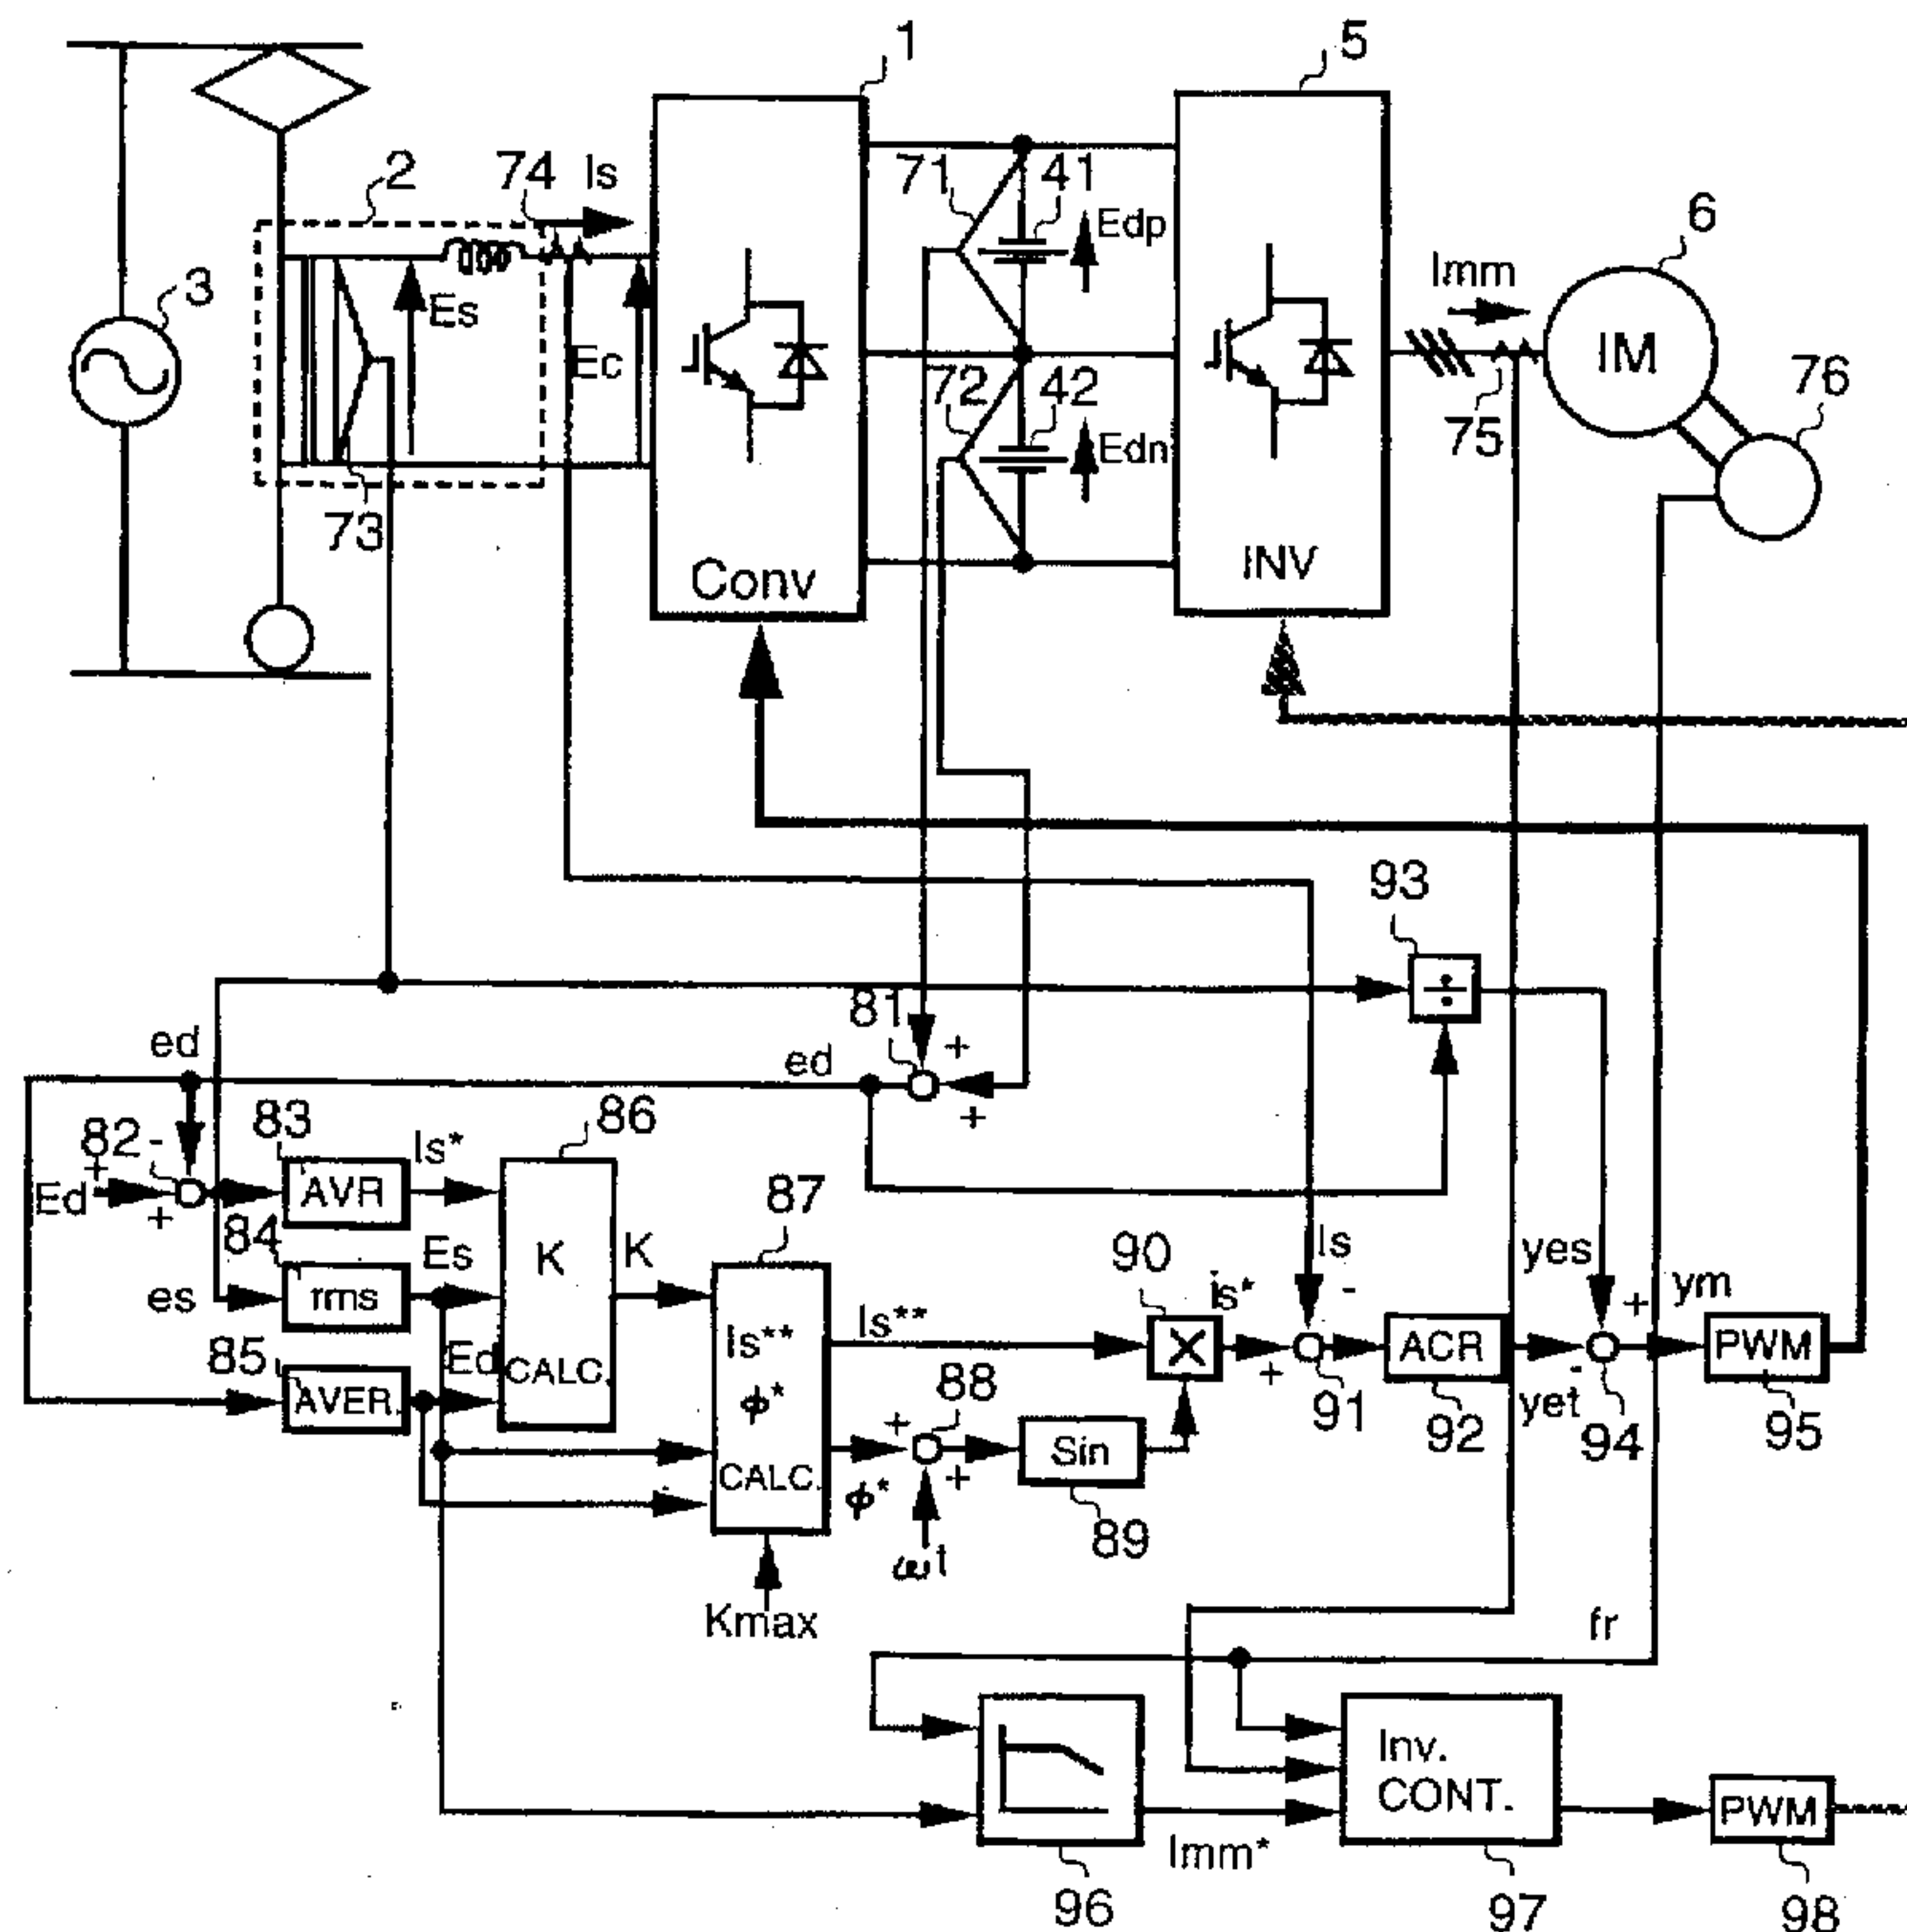 1
5
2
74
Is
71
41
Edp
6
Imm
3
Es
Ec
IM
76
72
42
Edn
75
73
Conv
INV
93
÷
81
+
ed
ed
+
82
-
83
Is*
86
+
Ed
AVR
87
+
84
Es
K
K
90
is*
Is
-
yes
+
ym
es
rms
Is**
Is**
X
ACR
PWM
85
Ed
CALC.
+
-
AVER.
φ*
+
88
91
92
yet
94
95
Sin
CALC.
φ*
+
89
ωt
Kmax
fr
Inv.
CONT.
PWM
Imm*
96
97
98